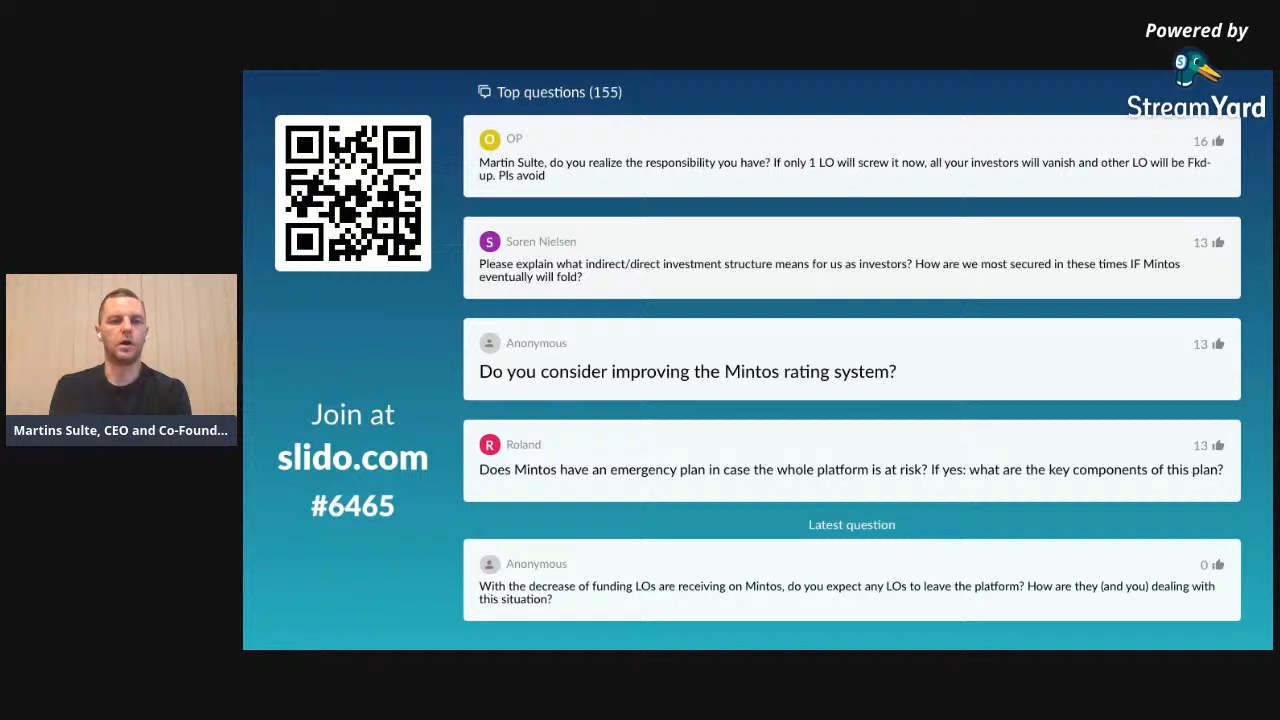 Powered by
StreamYard
Top questions (155)
O
OP
16
Martin Sulte, do you realize the responsibility you have? If only 1 LO will screw it now, all your investors will vanish and other LO will be Fkd-
up. Pls avoid
S
Soren Nielsen
13
Please explain what indirect/direct investment structure means for us as investors? How are we most secured in these times IF Mintos
eventually will fold?
Anonymous
13
Do you consider improving the Mintos rating system?
R
Roland
13
Does Mintos have an emergency plan in case the whole platform is at risk? If yes: what are the key components of this plan?
Latest question
Anonymous
0
With the decrease of funding LOs are receiving on Mintos, do you expect any LOs to leave the platform? How are they (and you) dealing with
this situation?
Join at
slido.com
#6465
Martins Sulte, CEO and Co-Found...